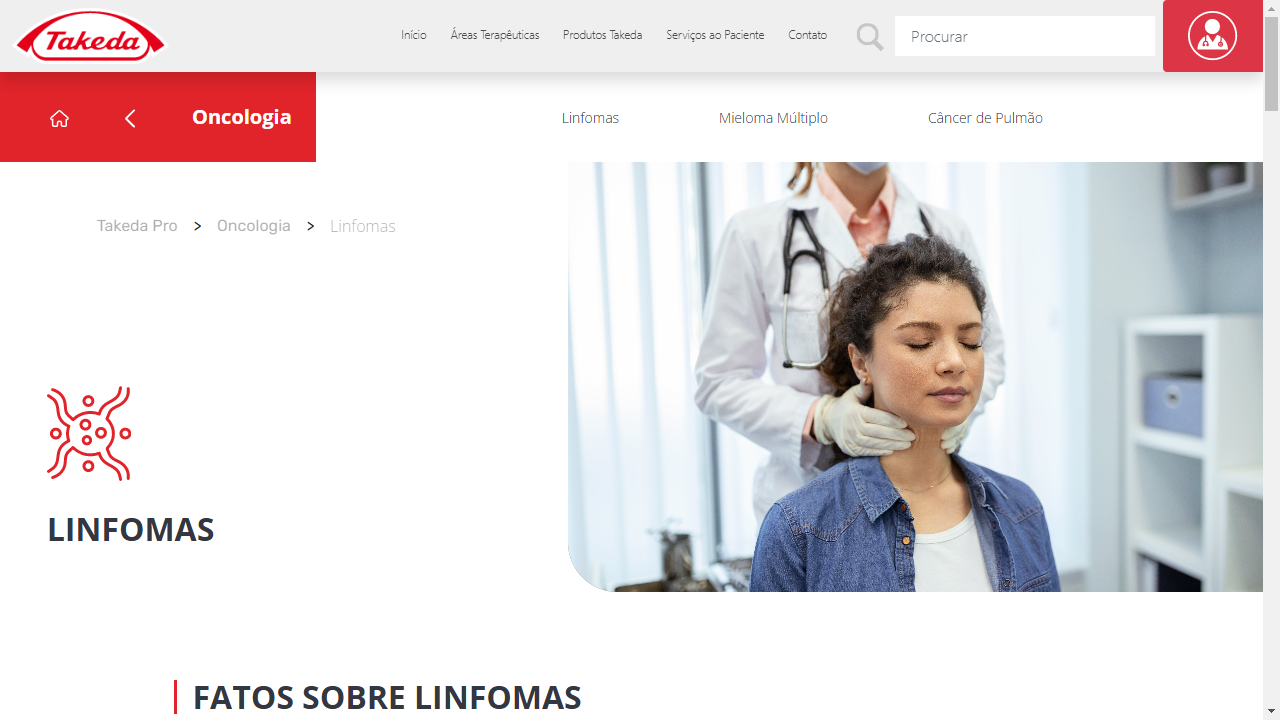 Takeda
Início Áreas Terapêuticas Produtos Takeda Serviços ao Paciente Contato Procurar
Oncologia Linfomas Mieloma Múltiplo Câncer de Pulmão
Takeda Pro > Oncologia > Linfomas
LINFOMAS
FATOS SOBRE LINFOMAS